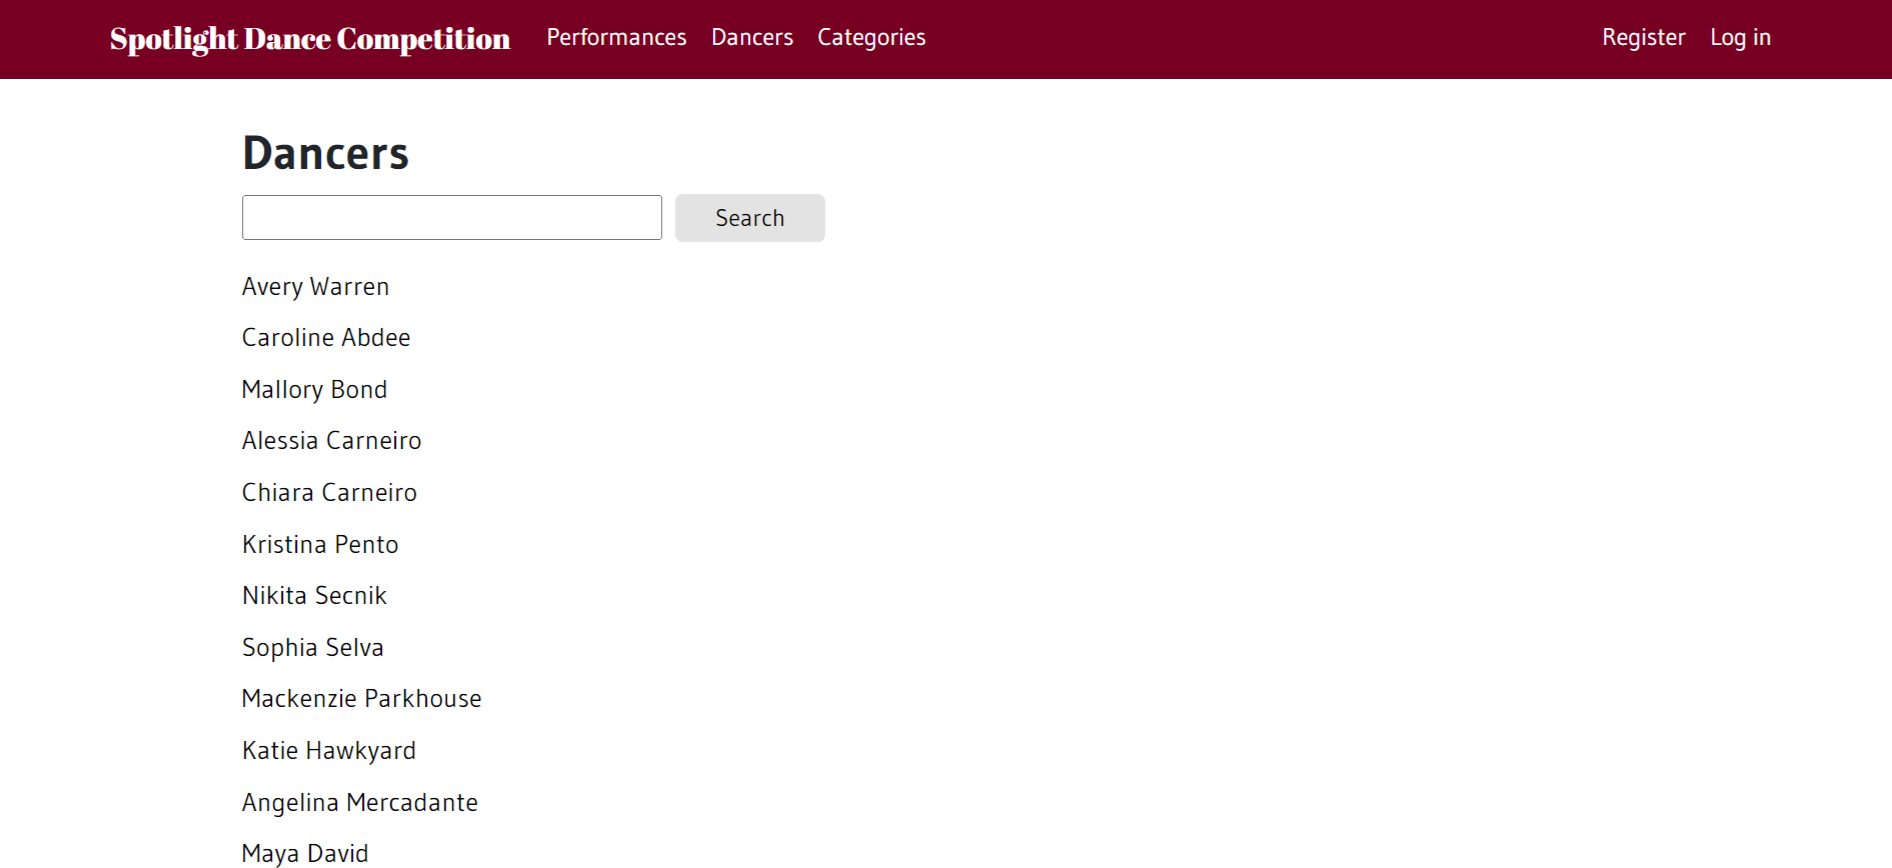 Spotlight Dance Competition Performances Dancers Categories Register Log in
Dancers
Search
Avery Warren
Caroline Abdee
Mallory Bond
Alessia Carneiro
Chiara Carneiro
Kristina Pento
Nikita Secnik
Sophia Selva
Mackenzie Parkhouse
Katie Hawkyard
Angelina Mercadante
Maya David